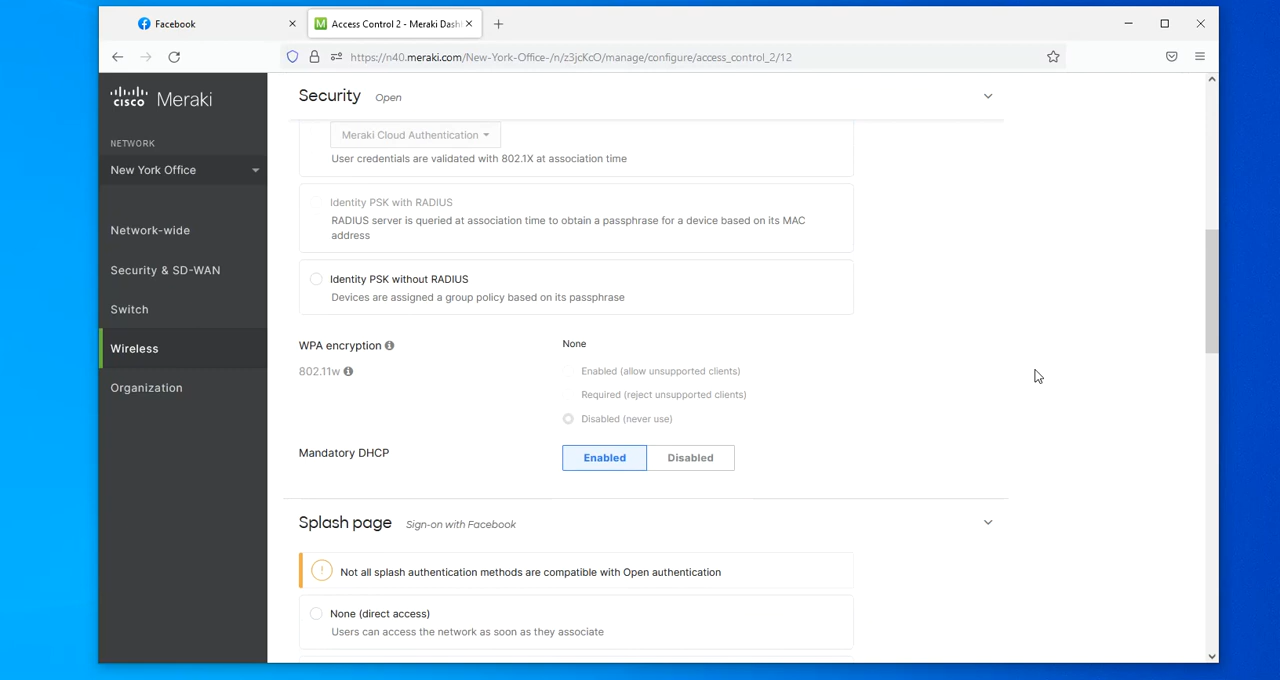 Facebook
Access Control 2 - Meraki Dash
https://n40.meraki.com/New-York-Office-/n/z3jcKcO/manage/configure/access_control_2/12
cisco Meraki
NETWORK
New York Office
Network-wide
Security & SD-WAN
Switch
Wireless
Organization
Security Open
Meraki Cloud Authentication
User credentials are validated with 802.1X at association time
Identity PSK with RADIUS
RADIUS server is queried at association time to obtain a passphrase for a device based on its MAC
address
Identity PSK without RADIUS
Devices are assigned a group policy based on its passphrase
WPA encryption None
802.11w Enabled (allow unsupported clients)
Required (reject unsupported clients)
Disabled (never use)
Mandatory DHCP Enabled Disabled
Splash page Sign-on with Facebook
Not all splash authentication methods are compatible with Open authentication
None (direct access)
Users can access the network as soon as they associate